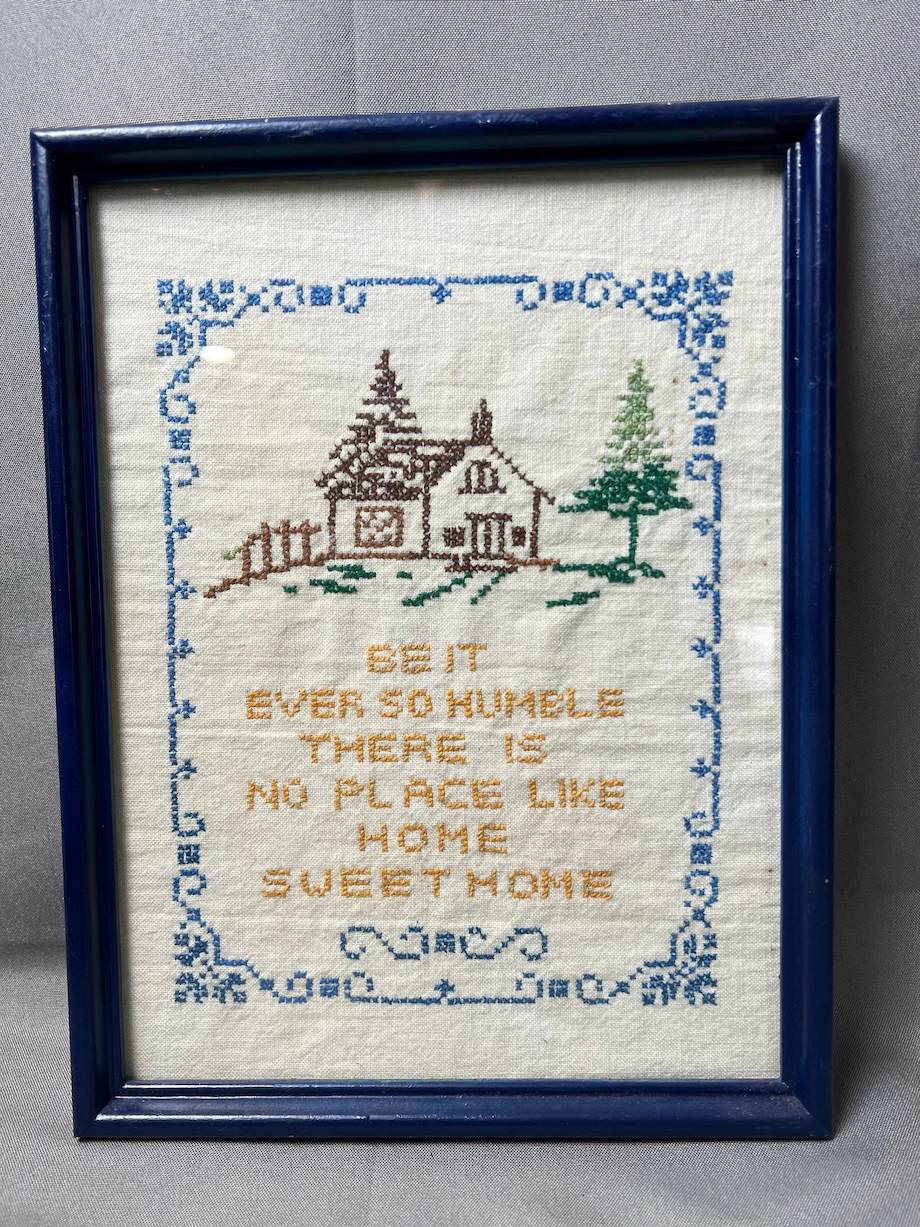 BE IT
EVER SO HUMBLE
THERE IS
NO PLACE LIKE
HOME
SWEET HOME